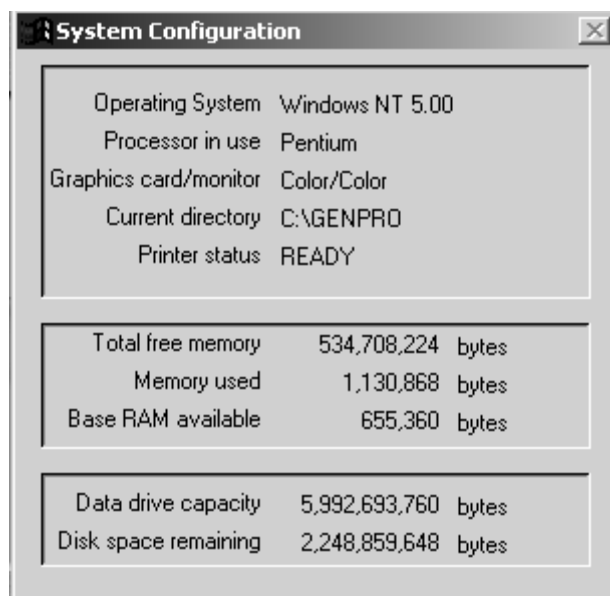 System Configuration
Operating System Windows NT 5.00
Processor in use Pentium
Graphics card/monitor Color/Color
Current directory C:\GENPRO
Printer status READY
Total free memory 534,708,224 bytes
Memory used 1,130,868 bytes
Base RAM available 655,360 bytes
Data drive capacity 5,992,693,760 bytes
Disk space remaining 2,248,859,648 bytes